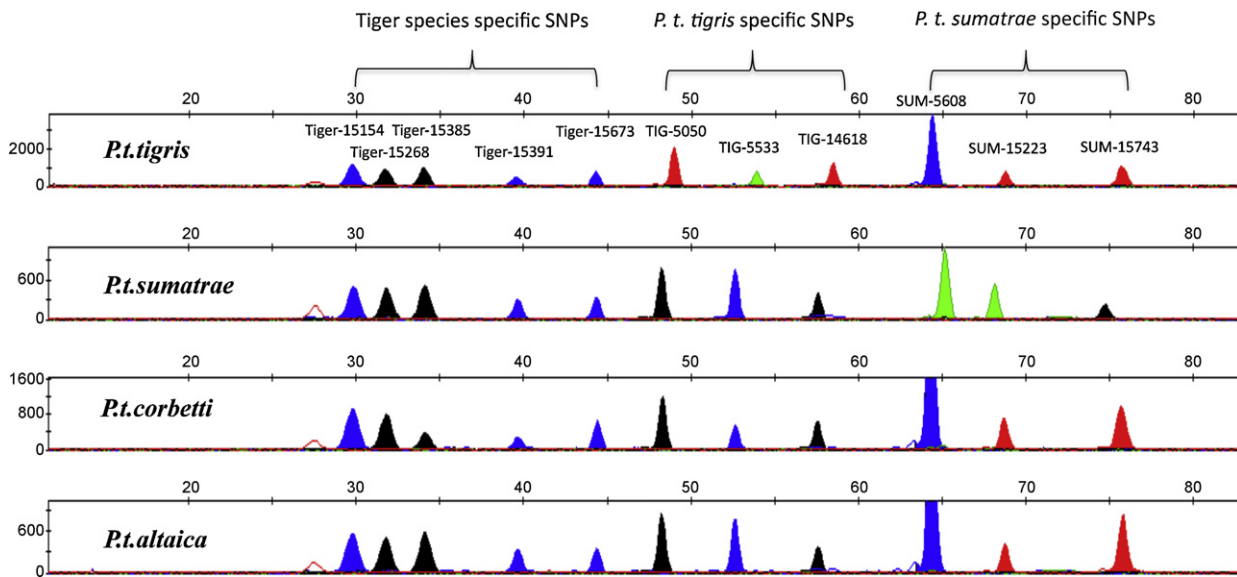 Tiger species specific SNPs P. t. tigris specific SNPs P. t. sumatrae specific SNPs
20 30 40 50 60 70 80
SUM-5608
Tiger-15154 Tiger-15385 Tiger-15673 TIG-5050 TIG-14618
Tiger-15268 Tiger-15391 TIG-5533 SUM-15223 SUM-15743
2000
P.t.tigris
0
20 30 40 50 60 70 80
600
P.t.sumatrae
0
20 30 40 50 60 70 80
1600
800
P.t.corbetti
0
20 30 40 50 60 70 80
600
P.t.altaica
0